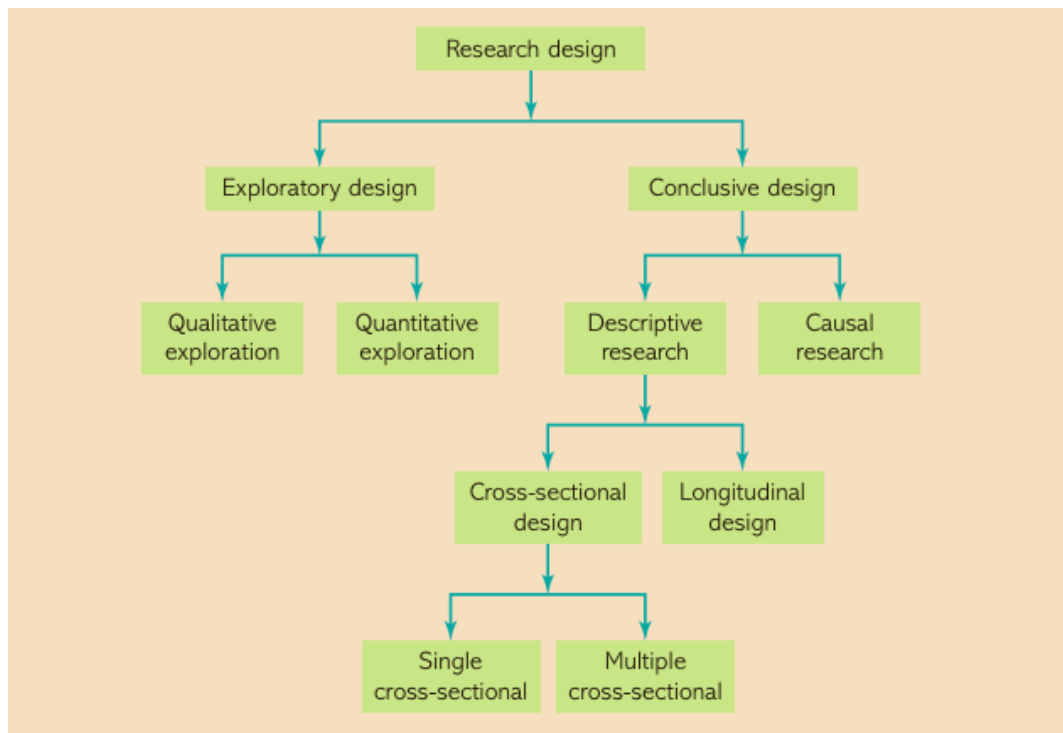 Research design
Exploratory design
Conclusive design
Qualitative
exploration
Quantitative
exploration
Descriptive
research
Causal
research
Cross-sectional
design
Longitudinal
design
Single
cross-sectional
Multiple
cross-sectional